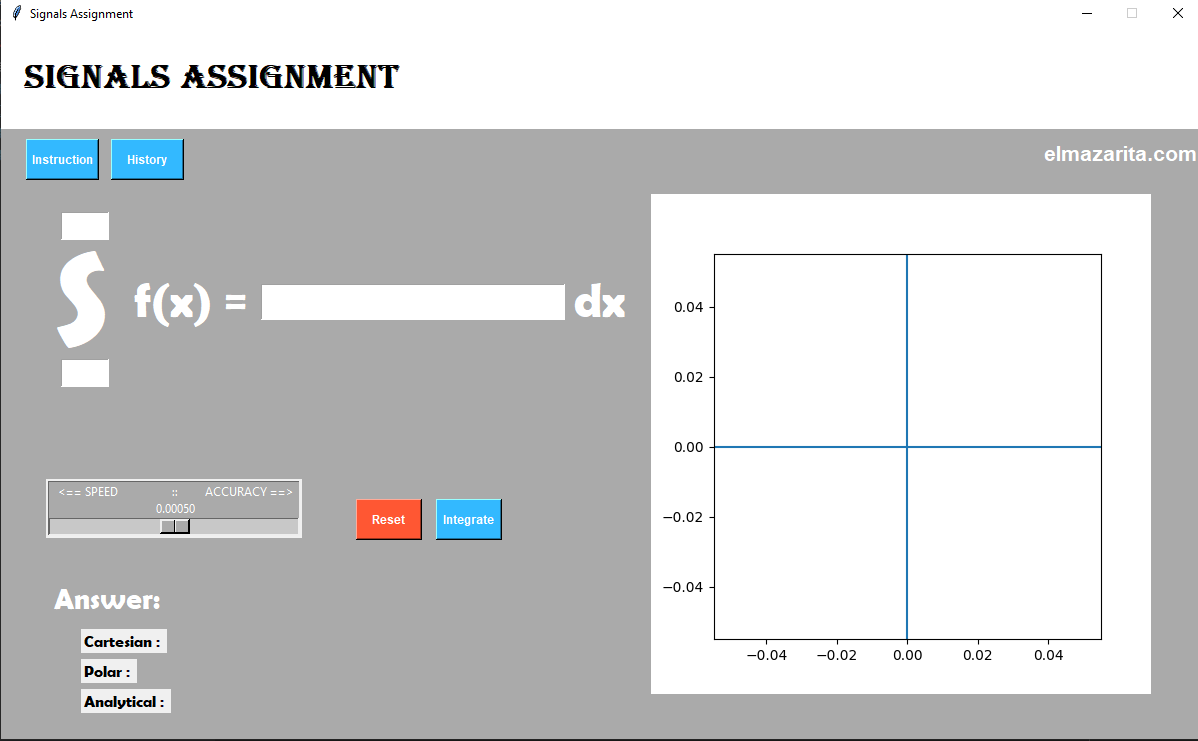 Signals Assignment
SIGNALS ASSIGNMENT
Instruction History
elmazarita.com
∫
f(x) = dx
<== SPEED :: ACCURACY ==>
0.00050
Reset Integrate
Answer:
Cartesian :
Polar :
Analytical :
0.04
0.02
0.00
−0.02
−0.04
−0.04 −0.02 0.00 0.02 0.04